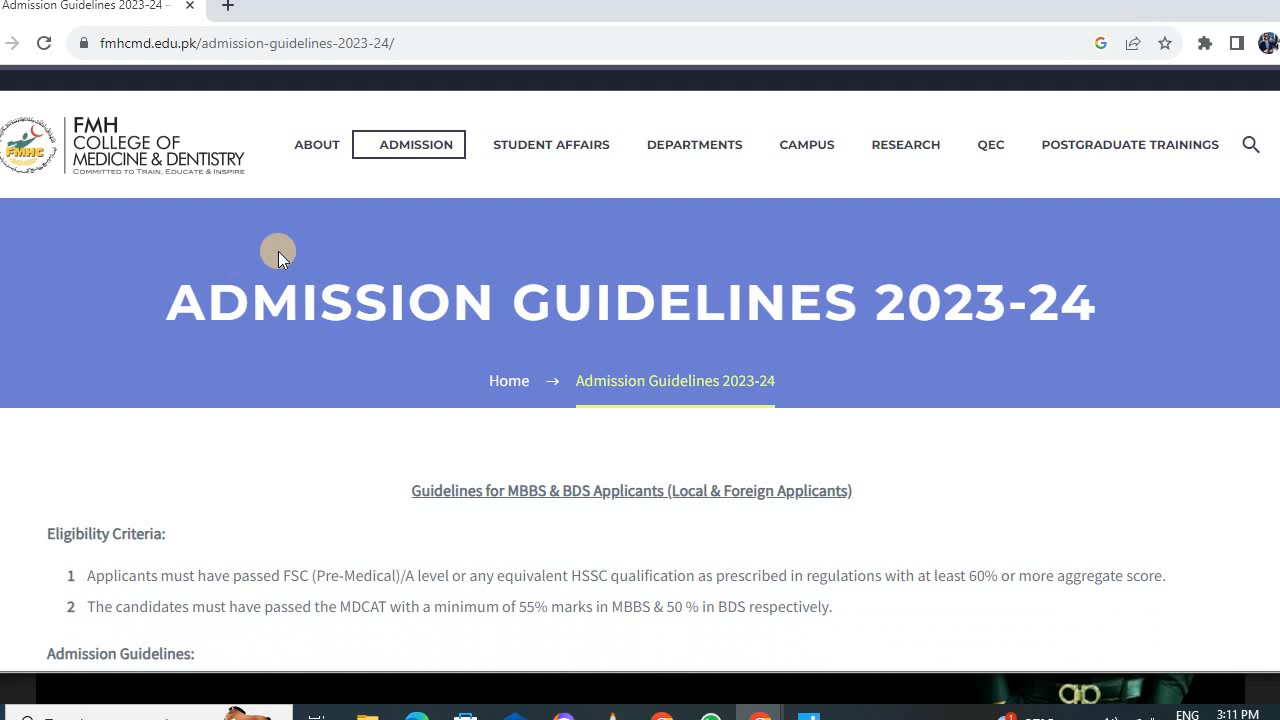 Admission Guidelines 2023-24 –
fmhcmd.edu.pk/admission-guidelines-2023-24/
FMH
COLLEGE OF
MEDICINE & DENTISTRY
COMMITTED TO TRAIN, EDUCATE & INSPIRE
FMHC
ABOUT ADMISSION STUDENT AFFAIRS DEPARTMENTS CAMPUS RESEARCH QEC POSTGRADUATE TRAININGS
ADMISSION GUIDELINES 2023-24
Home → Admission Guidelines 2023-24
Guidelines for MBBS & BDS Applicants (Local & Foreign Applicants)
Eligibility Criteria:
1 Applicants must have passed FSC (Pre-Medical)/A level or any equivalent HSSC qualification as prescribed in regulations with at least 60% or more aggregate score.
2 The candidates must have passed the MDCAT with a minimum of 55% marks in MBBS & 50 % in BDS respectively.
Admission Guidelines:
ENG 3:11 PM